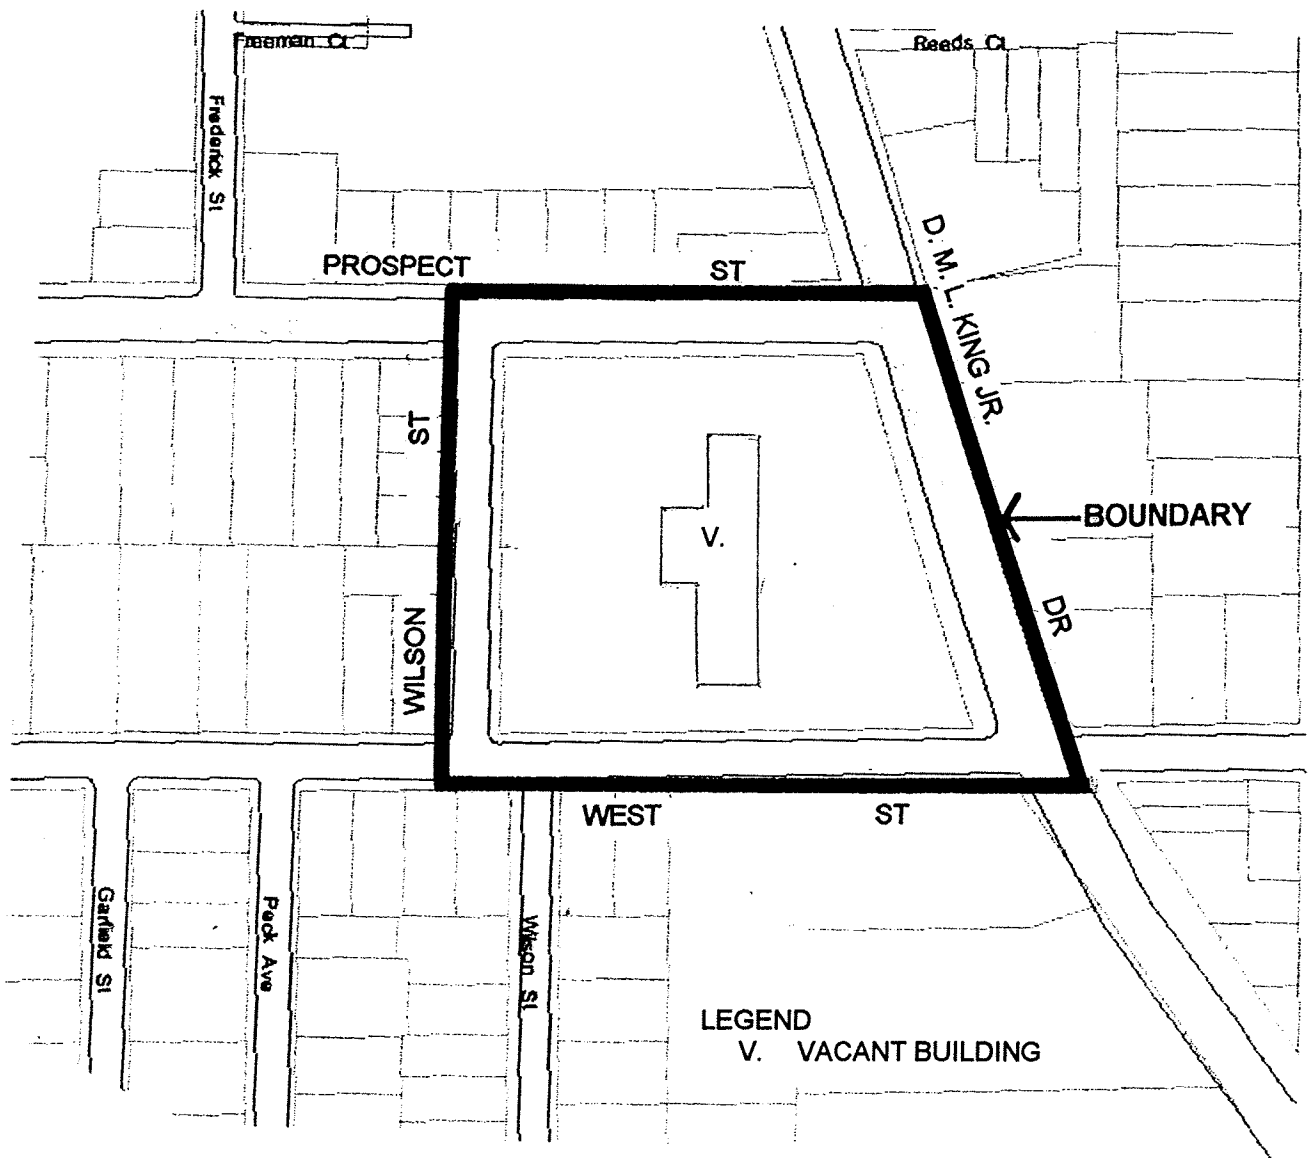 Freeman Ct
Reeds Ct
Frederick St
PROSPECT ST
D. M. L. KING JR. DR
WILSON ST
V.
BOUNDARY
WEST ST
Garfield St
Peck Ave
Wilson St
LEGEND
V. VACANT BUILDING